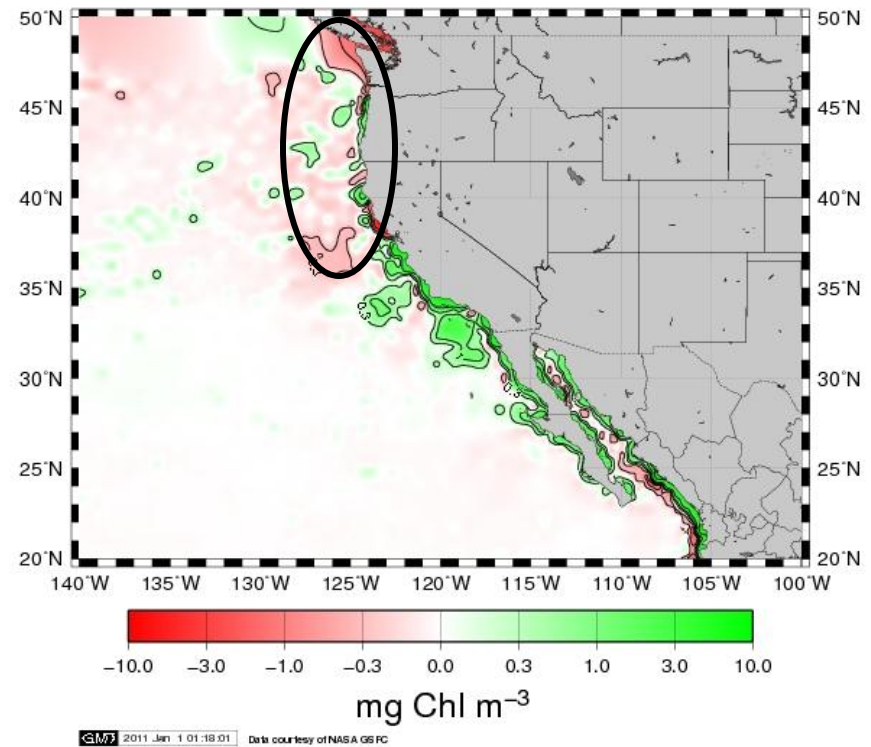 50°N 50°N
45°N 45°N
40°N 40°N
35°N 35°N
30°N 30°N
25°N 25°N
20°N 20°N
140°W 135°W 130°W 125°W 120°W 115°W 110°W 105°W 100°W
−10.0 −3.0 −1.0 −0.3 0.0 0.3 1.0 3.0 10.0
mg Chl m⁻³
GMT 2011 Jan 1 01:18:01 Data courtesy of NASA GSFC